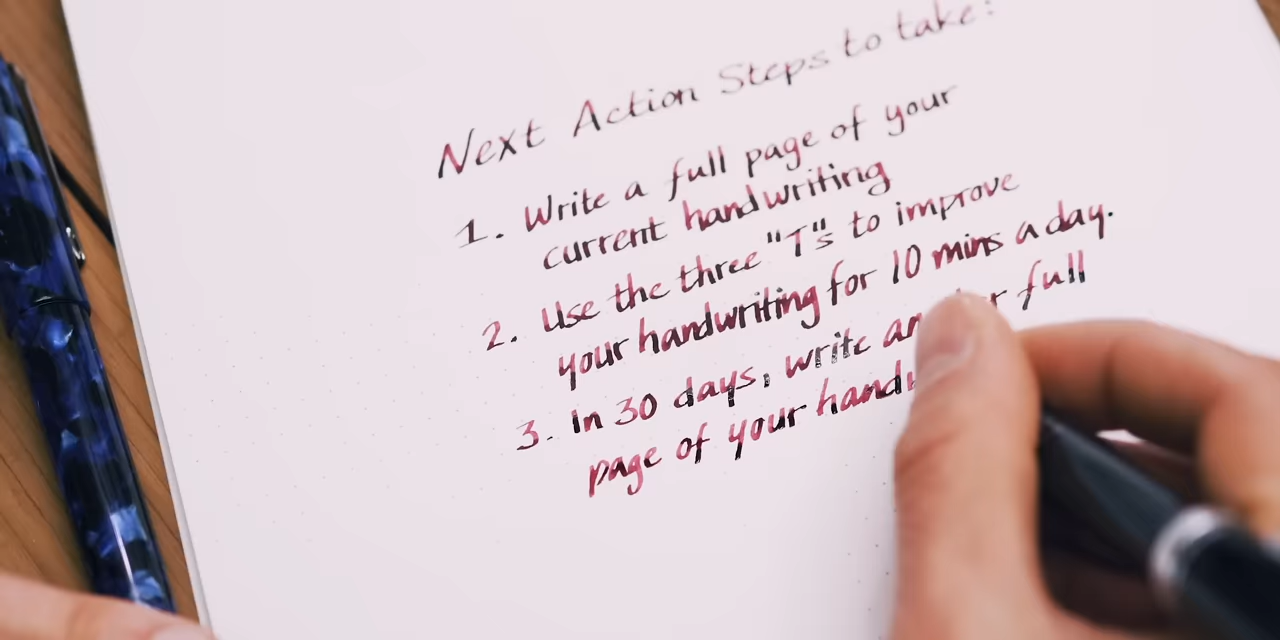 Next Action Steps to take:
1. Write a full page of your
current handwriting
2. Use the three "T"s to improve
your handwriting for 10 mins a day.
3. In 30 days, write full
page of your